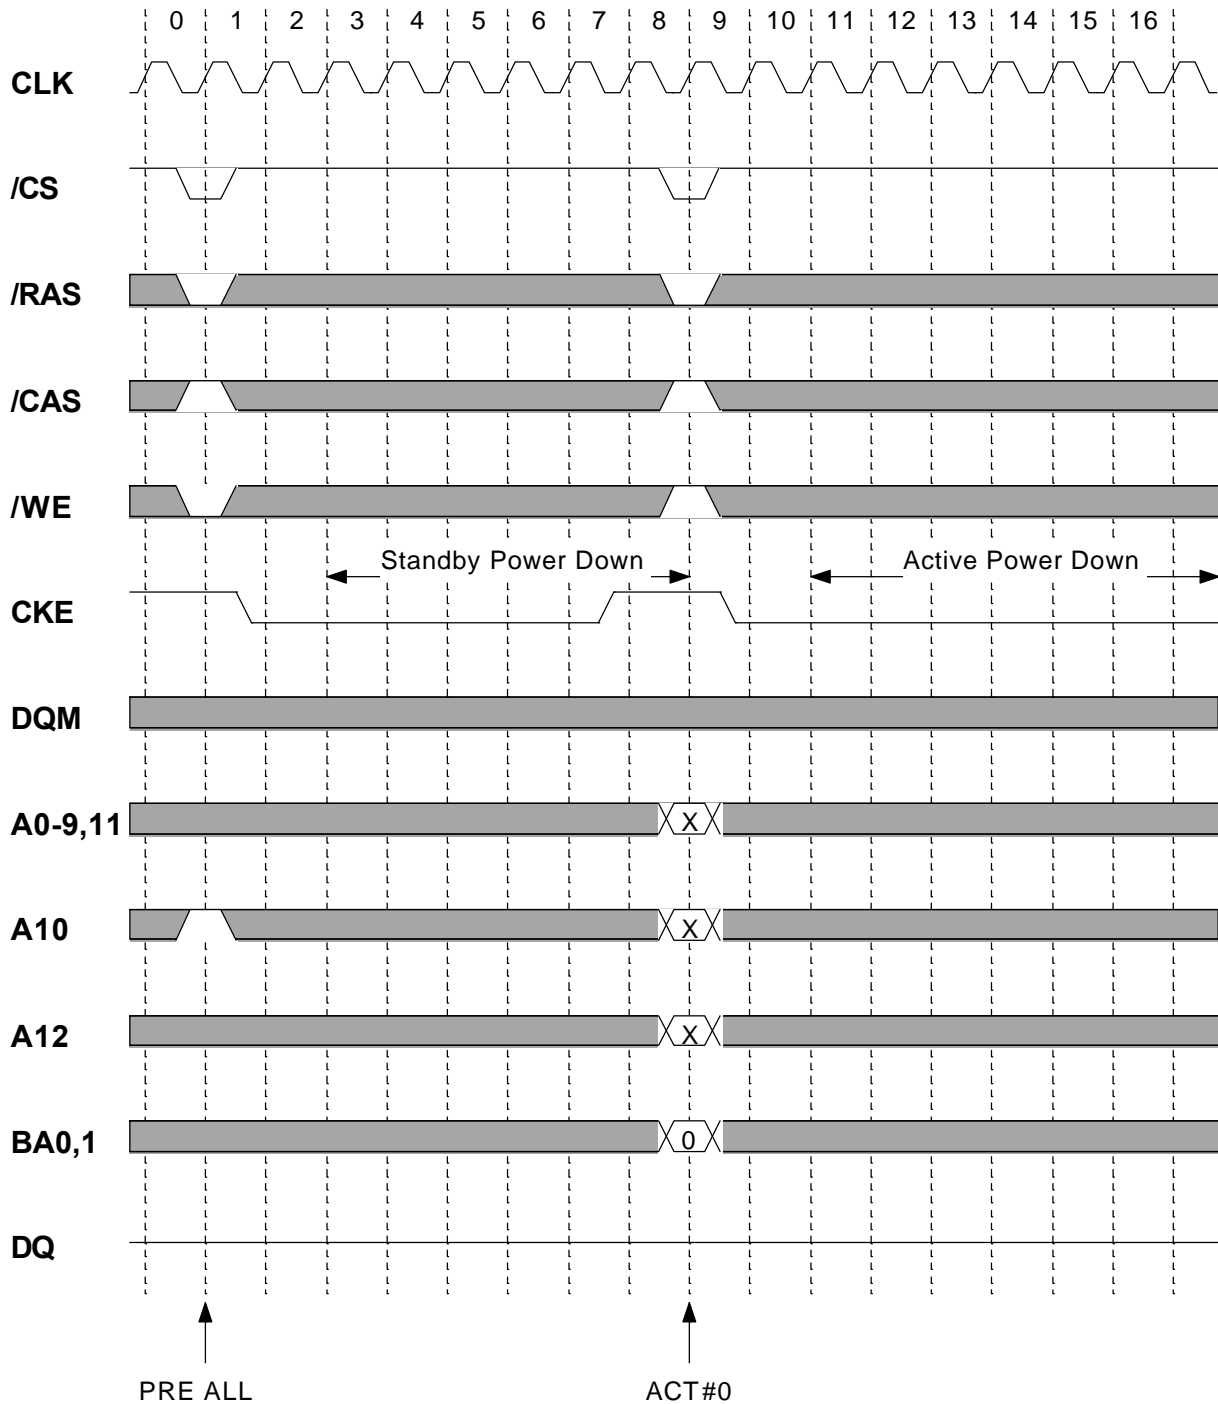 0 1 2 3 4 5 6 7 8 9 10 11 12 13 14 15 16
CLK
/CS
/RAS
/CAS
/WE
Standby Power Down Active Power Down
CKE
DQM
A0-9,11 X
A10 X
A12 X
BA0,1 0
DQ
PRE ALL ACT#0